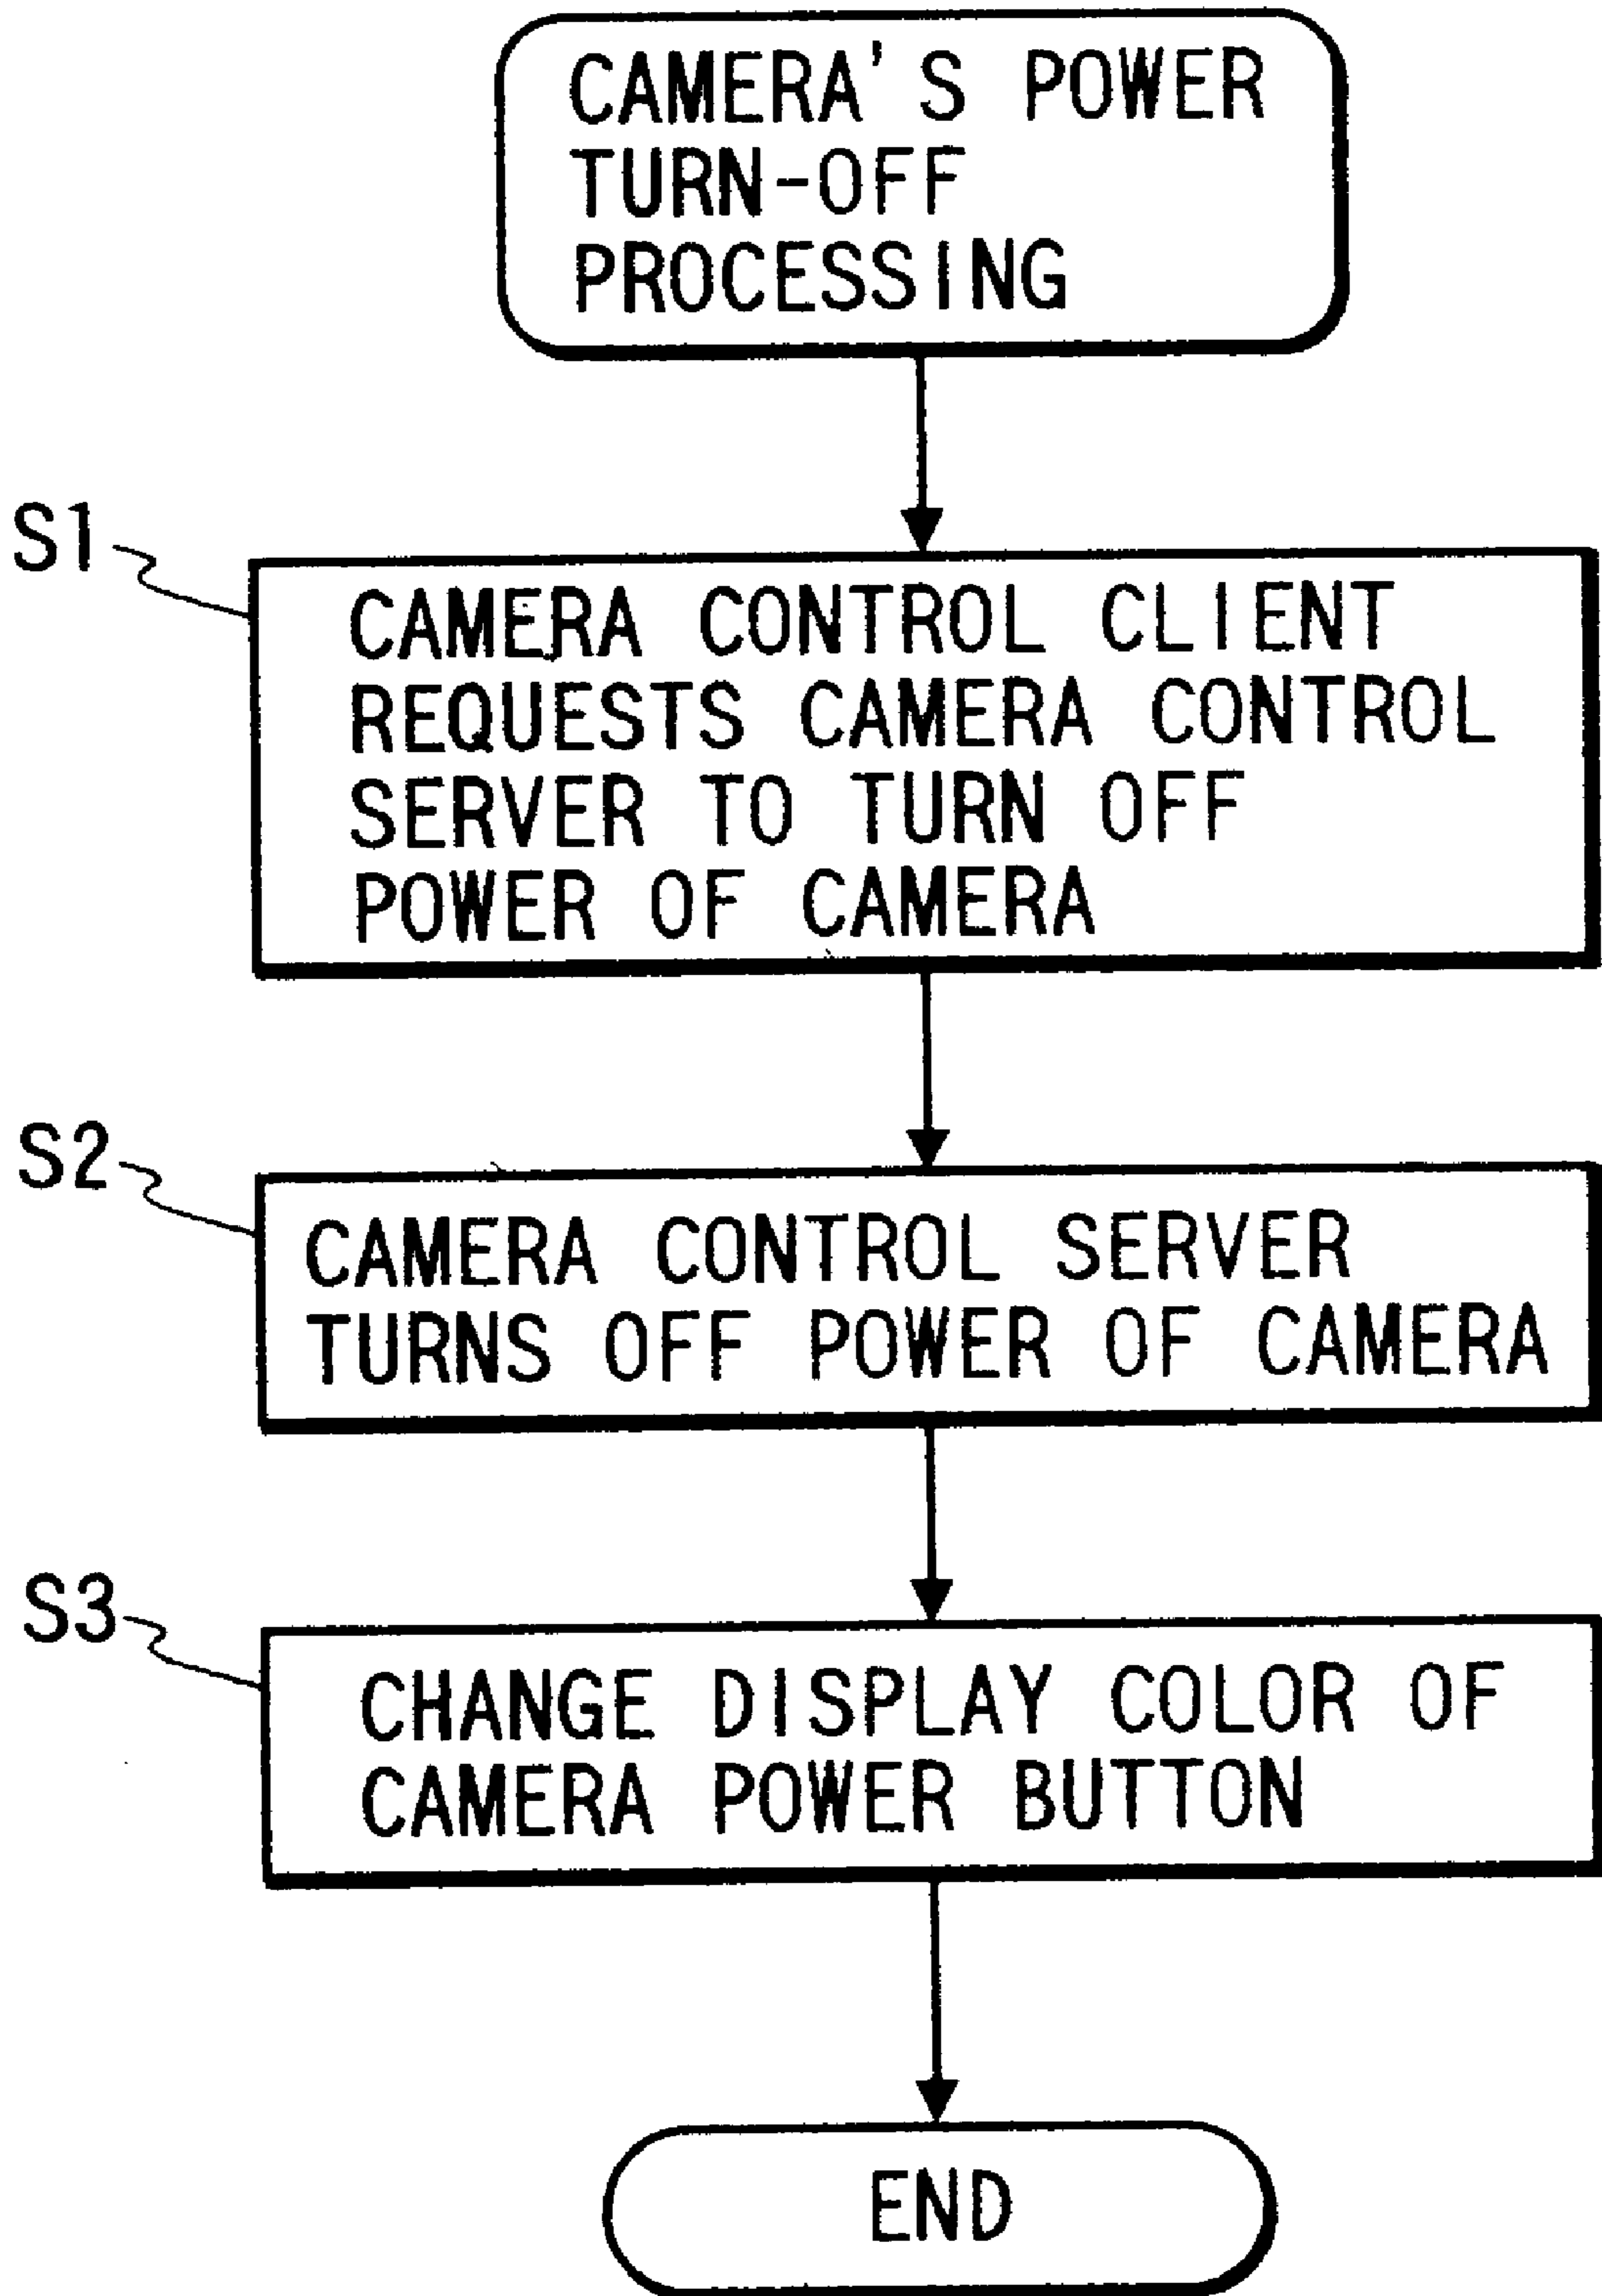 CAMERA'S POWER
TURN-OFF
PROCESSING
S1
CAMERA CONTROL CLIENT
REQUESTS CAMERA CONTROL
SERVER TO TURN OFF
POWER OF CAMERA
S2
CAMERA CONTROL SERVER
TURNS OFF POWER OF CAMERA
S3
CHANGE DISPLAY COLOR OF
CAMERA POWER BUTTON
END